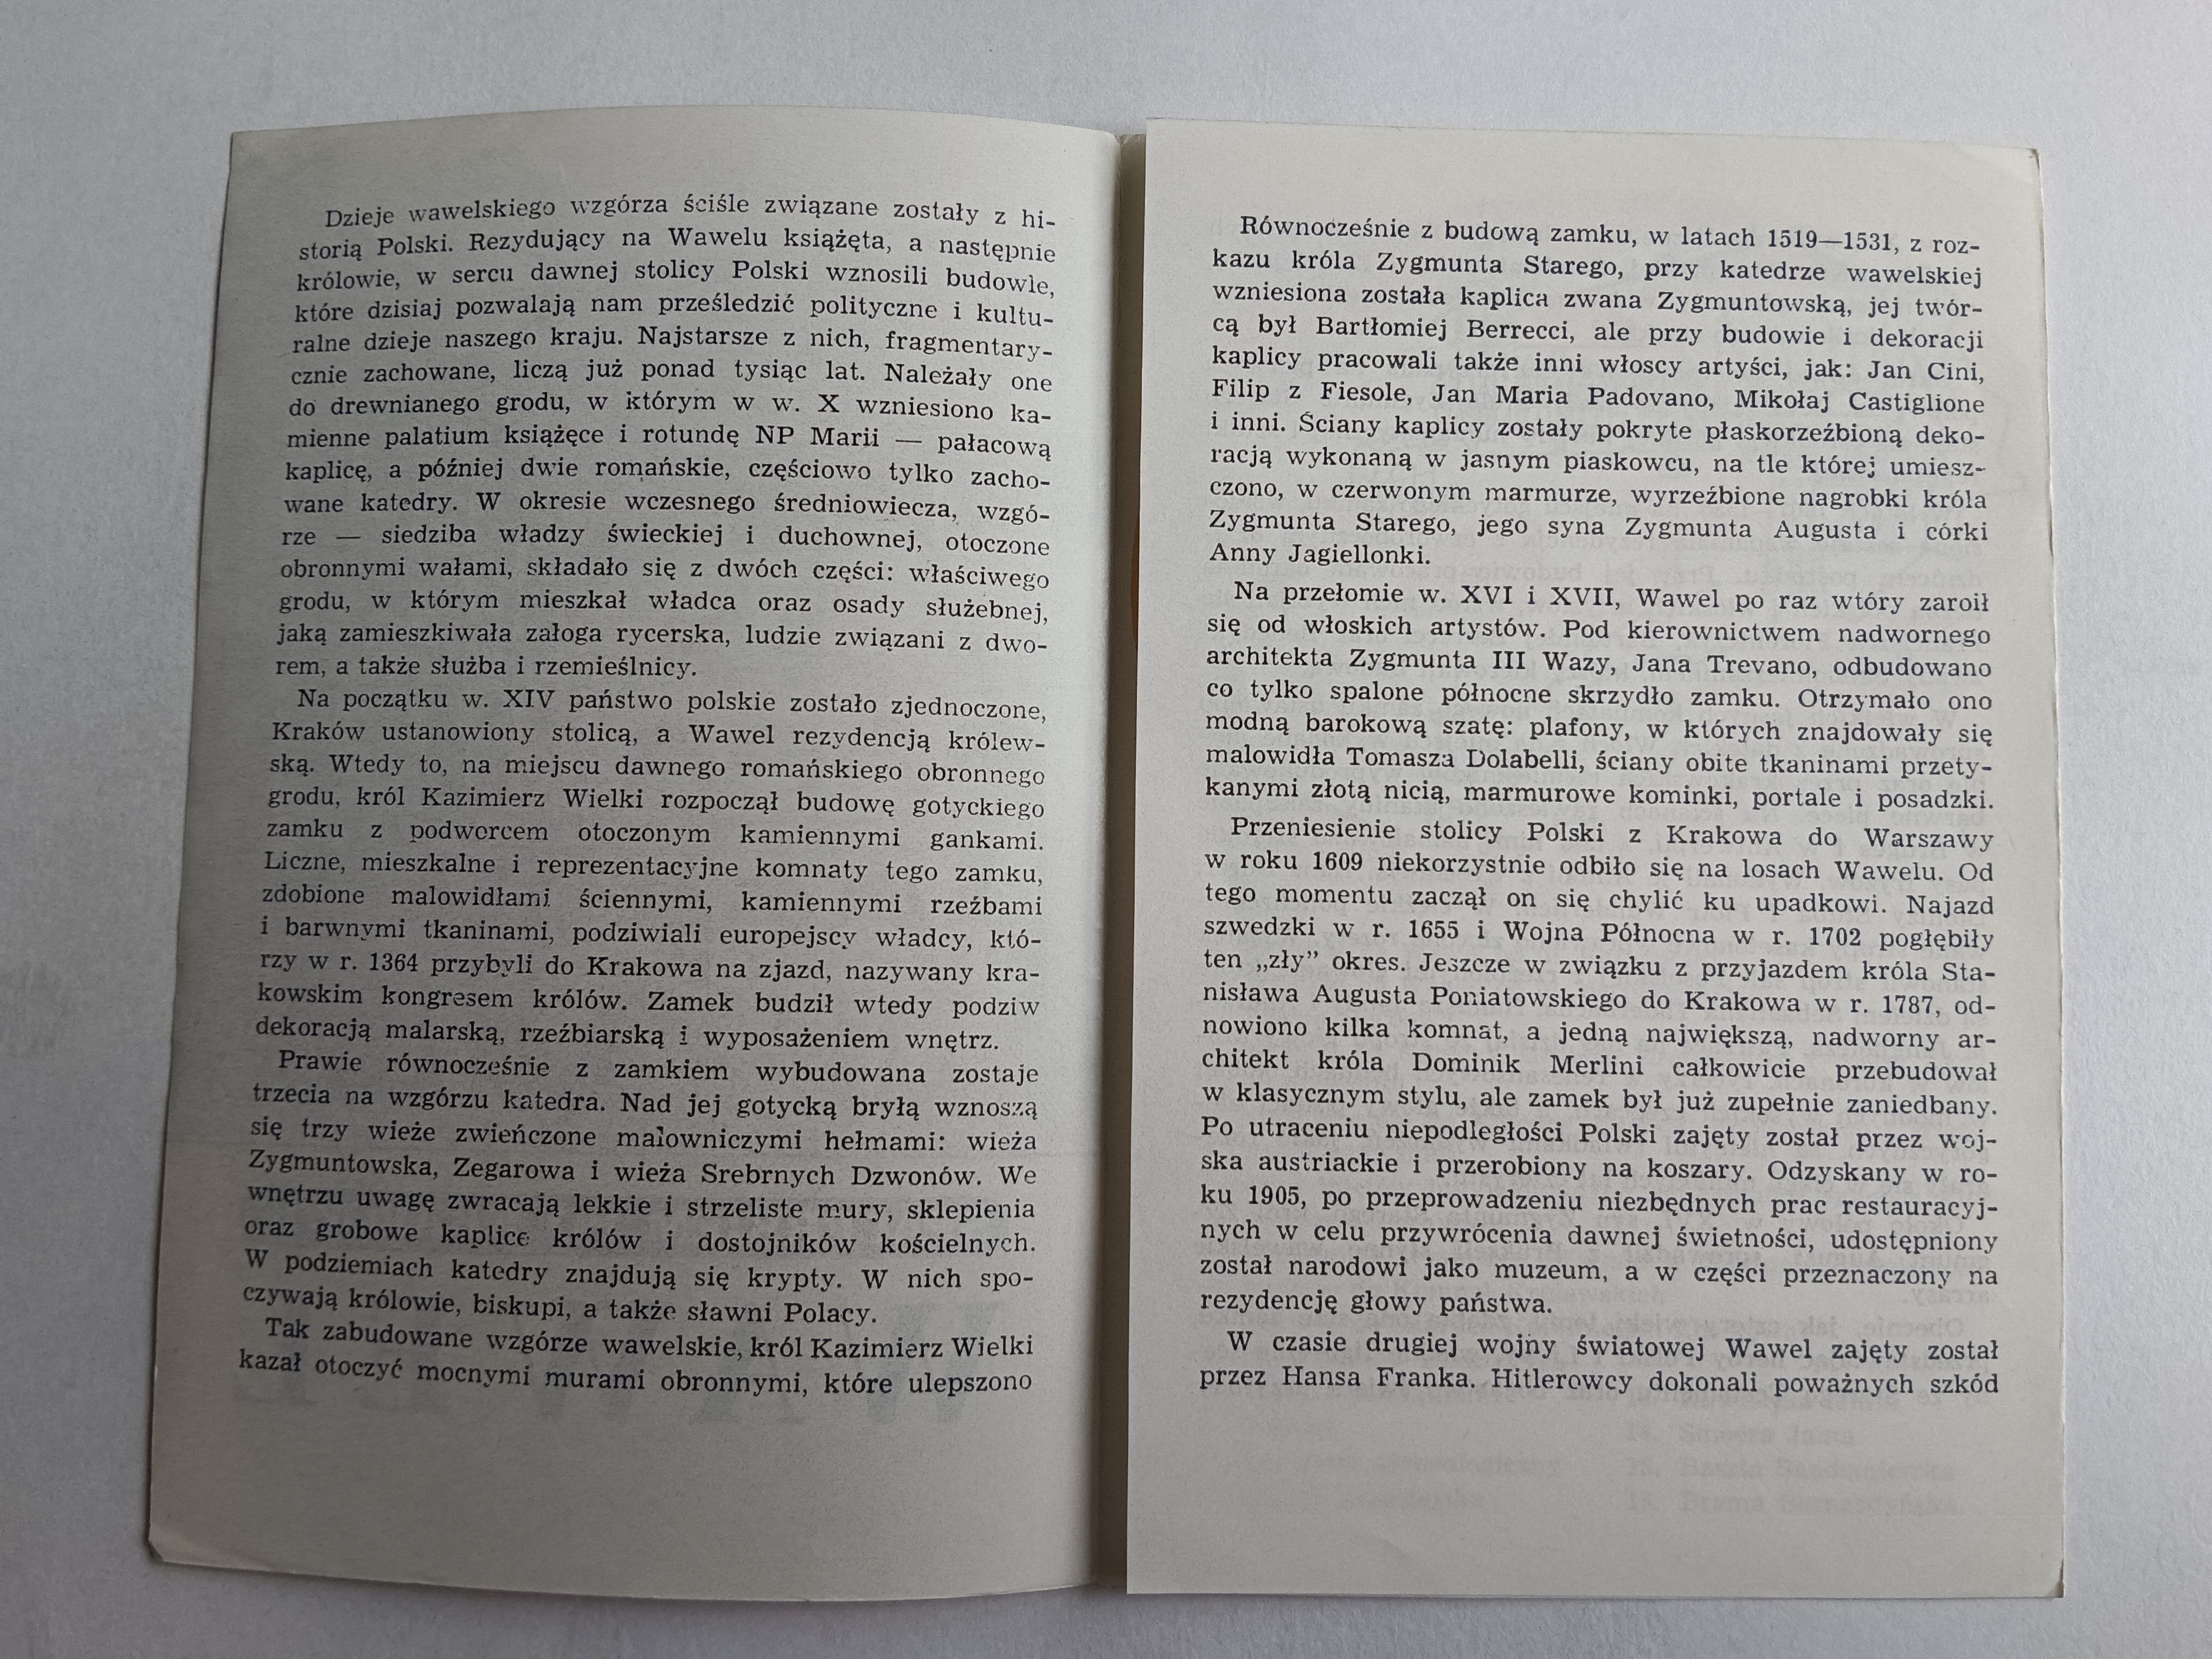 Dzieje wawelskiego wzgórza ściśle związane zostały z hi-
storią Polski. Rezydujący na Wawelu książęta, a następnie
królowie, w sercu dawnej stolicy Polski wznosili budowle,
które dzisiaj pozwalają nam prześledzić polityczne i kultu-
ralne dzieje naszego kraju. Najstarsze z nich, fragmentary-
cznie zachowane, liczą już ponad tysiąc lat. Należały one
do drewnianego grodu, w którym w w. X wzniesiono ka-
mienne palatium książęce i rotundę NP Marii — pałacową
kaplicę, a później dwie romańskie, częściowo tylko zacho-
wane katedry. W okresie wczesnego średniowiecza, wzgó-
rze — siedziba władzy świeckiej i duchownej, otoczone
obronnymi wałami, składało się z dwóch części: właściwego
grodu, w którym mieszkał władca oraz osady służebnej,
jaką zamieszkiwała załoga rycerska, ludzie związani z dwo-
rem, a także służba i rzemieślnicy.
Na początku w. XIV państwo polskie zostało zjednoczone,
Kraków ustanowiony stolicą, a Wawel rezydencją królew-
ską. Wtedy to, na miejscu dawnego romańskiego obronnego
grodu, król Kazimierz Wielki rozpoczął budowę gotyckiego
zamku z podworcem otoczonym kamiennymi gankami.
Liczne, mieszkalne i reprezentacyjne komnaty tego zamku,
zdobione malowidłami ściennymi, kamiennymi rzeźbami
i barwnymi tkaninami, podziwiali europejscy władcy, któ-
rzy w r. 1364 przybyli do Krakowa na zjazd, nazywany kra-
kowskim kongresem królów. Zamek budził wtedy podziw
dekoracją malarską, rzeźbiarską i wyposażeniem wnętrz.
Prawie równocześnie z zamkiem wybudowana zostaje
trzecia na wzgórzu katedra. Nad jej gotycką bryłą wznoszą
się trzy wieże zwieńczone malowniczymi hełmami: wieża
Zygmuntowska, Zegarowa i wieża Srebrnych Dzwonów. We
wnętrzu uwagę zwracają lekkie i strzeliste mury, sklepienia
oraz grobowe kaplice królów i dostojników kościelnych.
W podziemiach katedry znajdują się krypty. W nich spo-
czywają królowie, biskupi, a także sławni Polacy.
Tak zabudowane wzgórze wawelskie, król Kazimierz Wielki
kazał otoczyć mocnymi murami obronnymi, które ulepszono
Równocześnie z budową zamku, w latach 1519—1531, z roz-
kazu króla Zygmunta Starego, przy katedrze wawelskiej
wzniesiona została kaplica zwana Zygmuntowską, jej twór-
cą był Bartłomiej Berrecci, ale przy budowie i dekoracji
kaplicy pracowali także inni włoscy artyści, jak: Jan Cini,
Filip z Fiesole, Jan Maria Padovano, Mikołaj Castiglione
i inni. Ściany kaplicy zostały pokryte płaskorzeźbioną deko-
racją wykonaną w jasnym piaskowcu, na tle której umiesz-
czono, w czerwonym marmurze, wyrzeźbione nagrobki króla
Zygmunta Starego, jego syna Zygmunta Augusta i córki
Anny Jagiellonki.
Na przełomie w. XVI i XVII, Wawel po raz wtóry zaroił
się od włoskich artystów. Pod kierownictwem nadwornego
architekta Zygmunta III Wazy, Jana Trevano, odbudowano
co tylko spalone północne skrzydło zamku. Otrzymało ono
modną barokową szatę: plafony, w których znajdowały się
malowidła Tomasza Dolabelli, ściany obite tkaninami przety-
kanymi złotą nicią, marmurowe kominki, portale i posadzki.
Przeniesienie stolicy Polski z Krakowa do Warszawy
w roku 1609 niekorzystnie odbiło się na losach Wawelu. Od
tego momentu zaczął on się chylić ku upadkowi. Najazd
szwedzki w r. 1655 i Wojna Północna w r. 1702 pogłębiły
ten „zły” okres. Jeszcze w związku z przyjazdem króla Sta-
nisława Augusta Poniatowskiego do Krakowa w r. 1787, od-
nowiono kilka komnat, a jedną największą, nadworny ar-
chitekt króla Dominik Merlini całkowicie przebudował
w klasycznym stylu, ale zamek był już zupełnie zaniedbany.
Po utraceniu niepodległości Polski zajęty został przez woj-
ska austriackie i przerobiony na koszary. Odzyskany w ro-
ku 1905, po przeprowadzeniu niezbędnych prac restauracyj-
nych w celu przywrócenia dawnej świetności, udostępniony
został narodowi jako muzeum, a w części przeznaczony na
rezydencję głowy państwa.
W czasie drugiej wojny światowej Wawel zajęty został
przez Hansa Franka. Hitlerowcy dokonali poważnych szkód